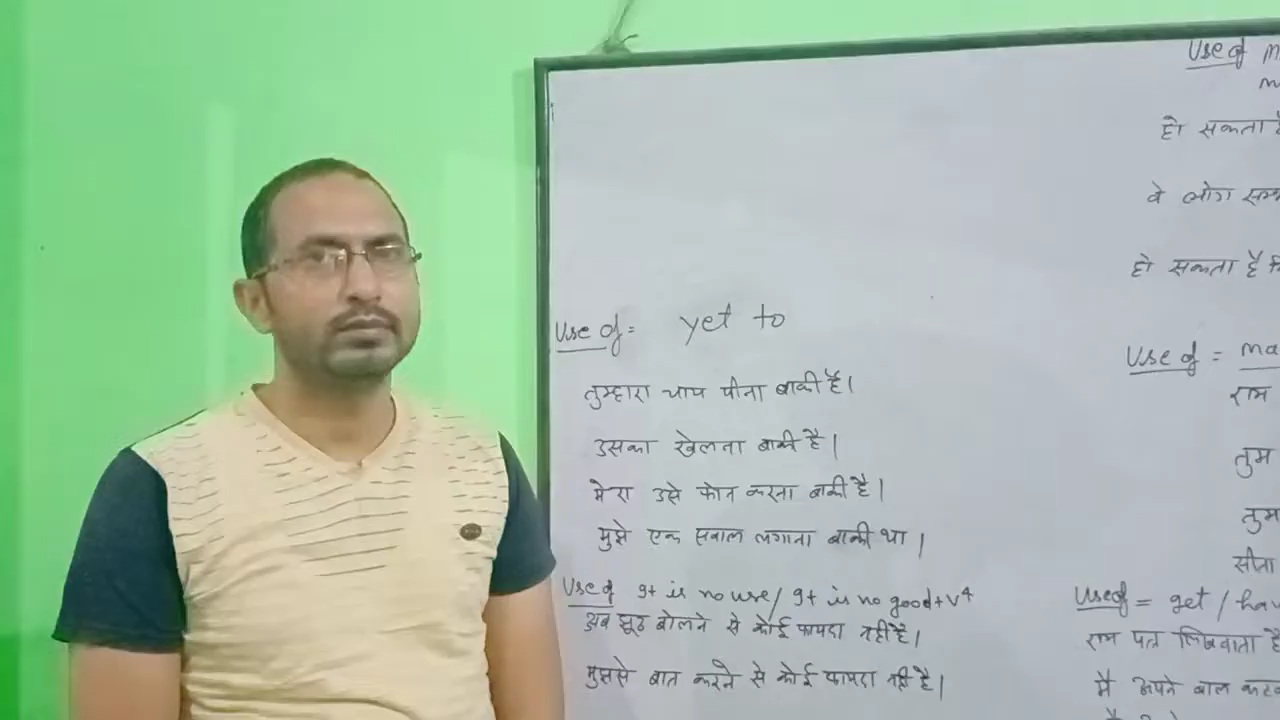 Use of = yet to
तुम्हारा चाय पीना बाकी है।
उसका खेलना बाकी है।
मेरा उसे फोन करना बाकी है।
मुझे एक सवाल लगाना बाकी था।
Use of It is no use/ It is no good+V4
अब झूठ बोलने से कोई फायदा नहीं है।
मुझसे बात करने से कोई फायदा नही है।
Use of
हो सकता है
वे लोग
हो सकता है
Use of =
राम
तुम
तुम
सीता
Use of = get /
राम पत्र लिखवाता है
मैं अपने बाल